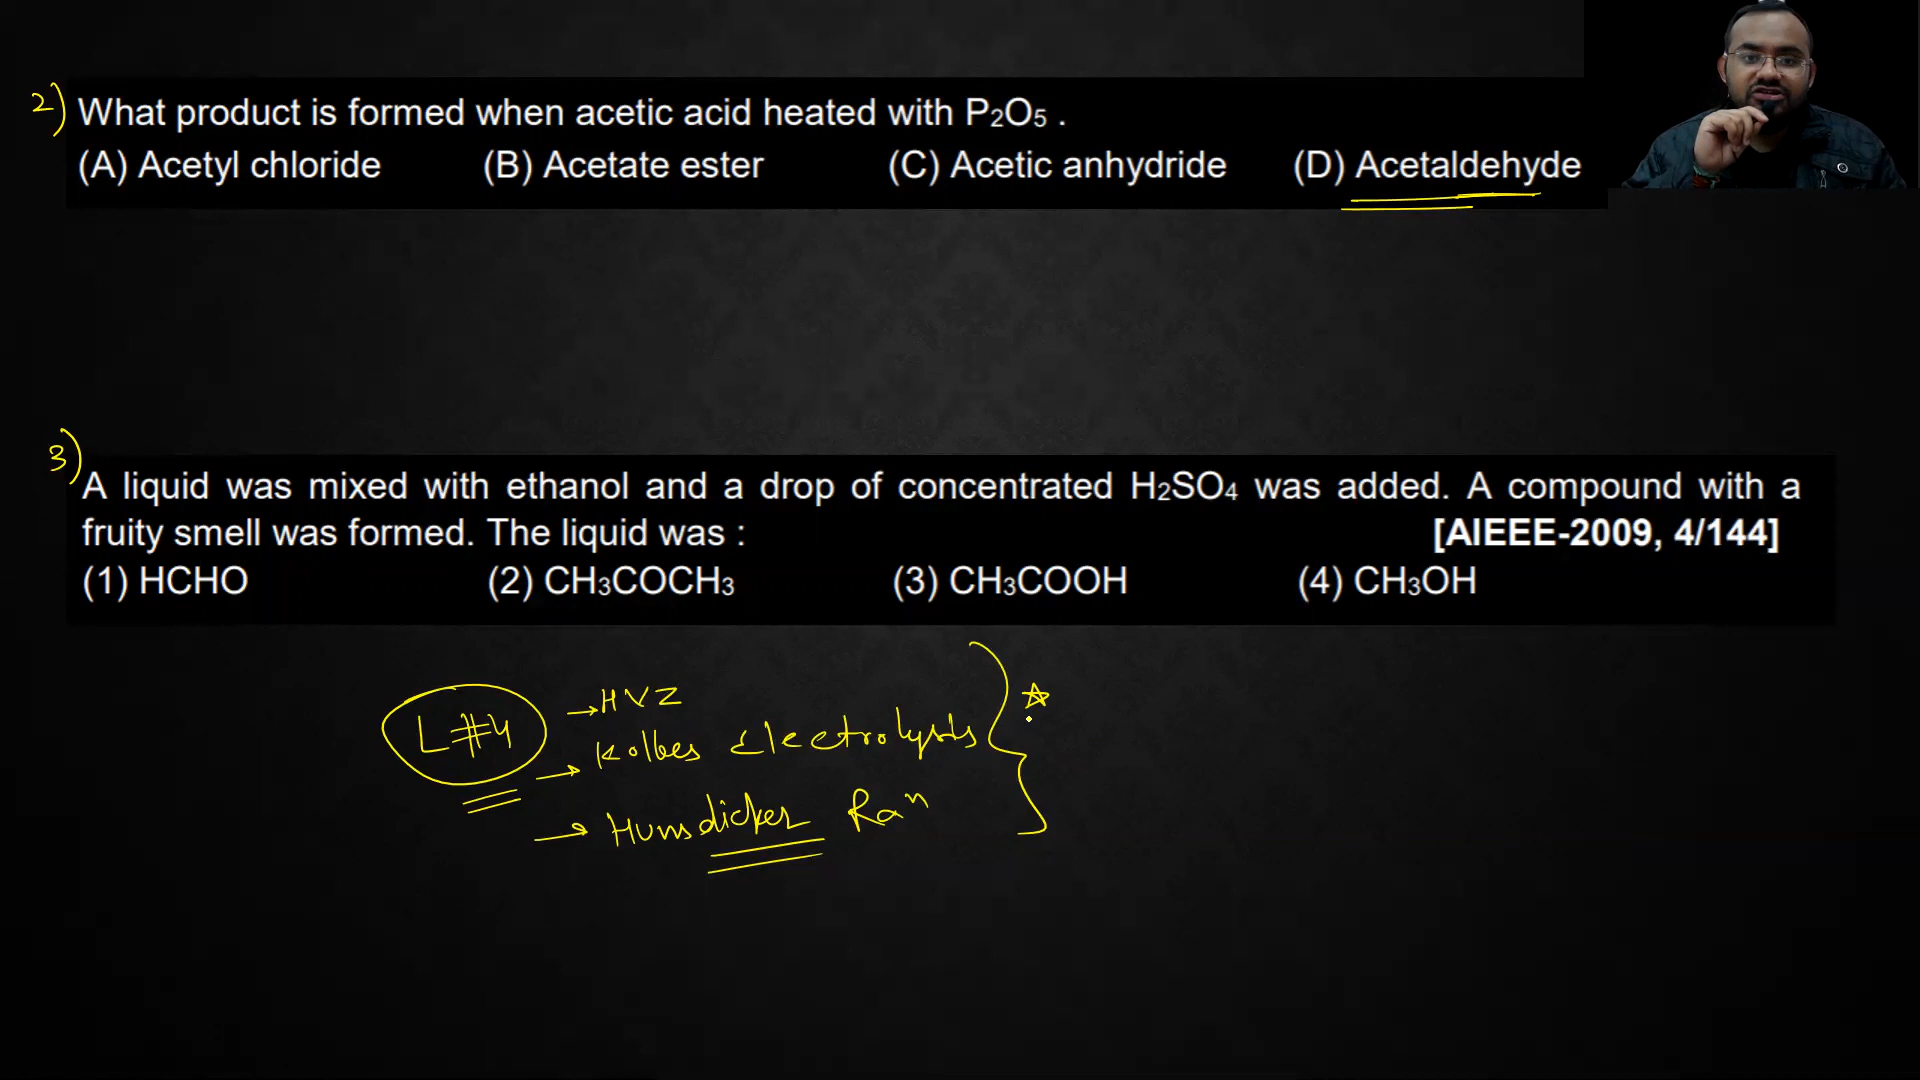 2)
What product is formed when acetic acid heated with P₂O₅ .
(A) Acetyl chloride (B) Acetate ester (C) Acetic anhydride (D) Acetaldehyde
3)
A liquid was mixed with ethanol and a drop of concentrated H₂SO₄ was added. A compound with a
fruity smell was formed. The liquid was : [AIEEE-2009, 4/144]
(1) HCHO (2) CH₃COCH₃ (3) CH₃COOH (4) CH₃OH
L#4 → HVZ
→ Kolbes Electrolysis
→ Hunsdicker Raⁿ